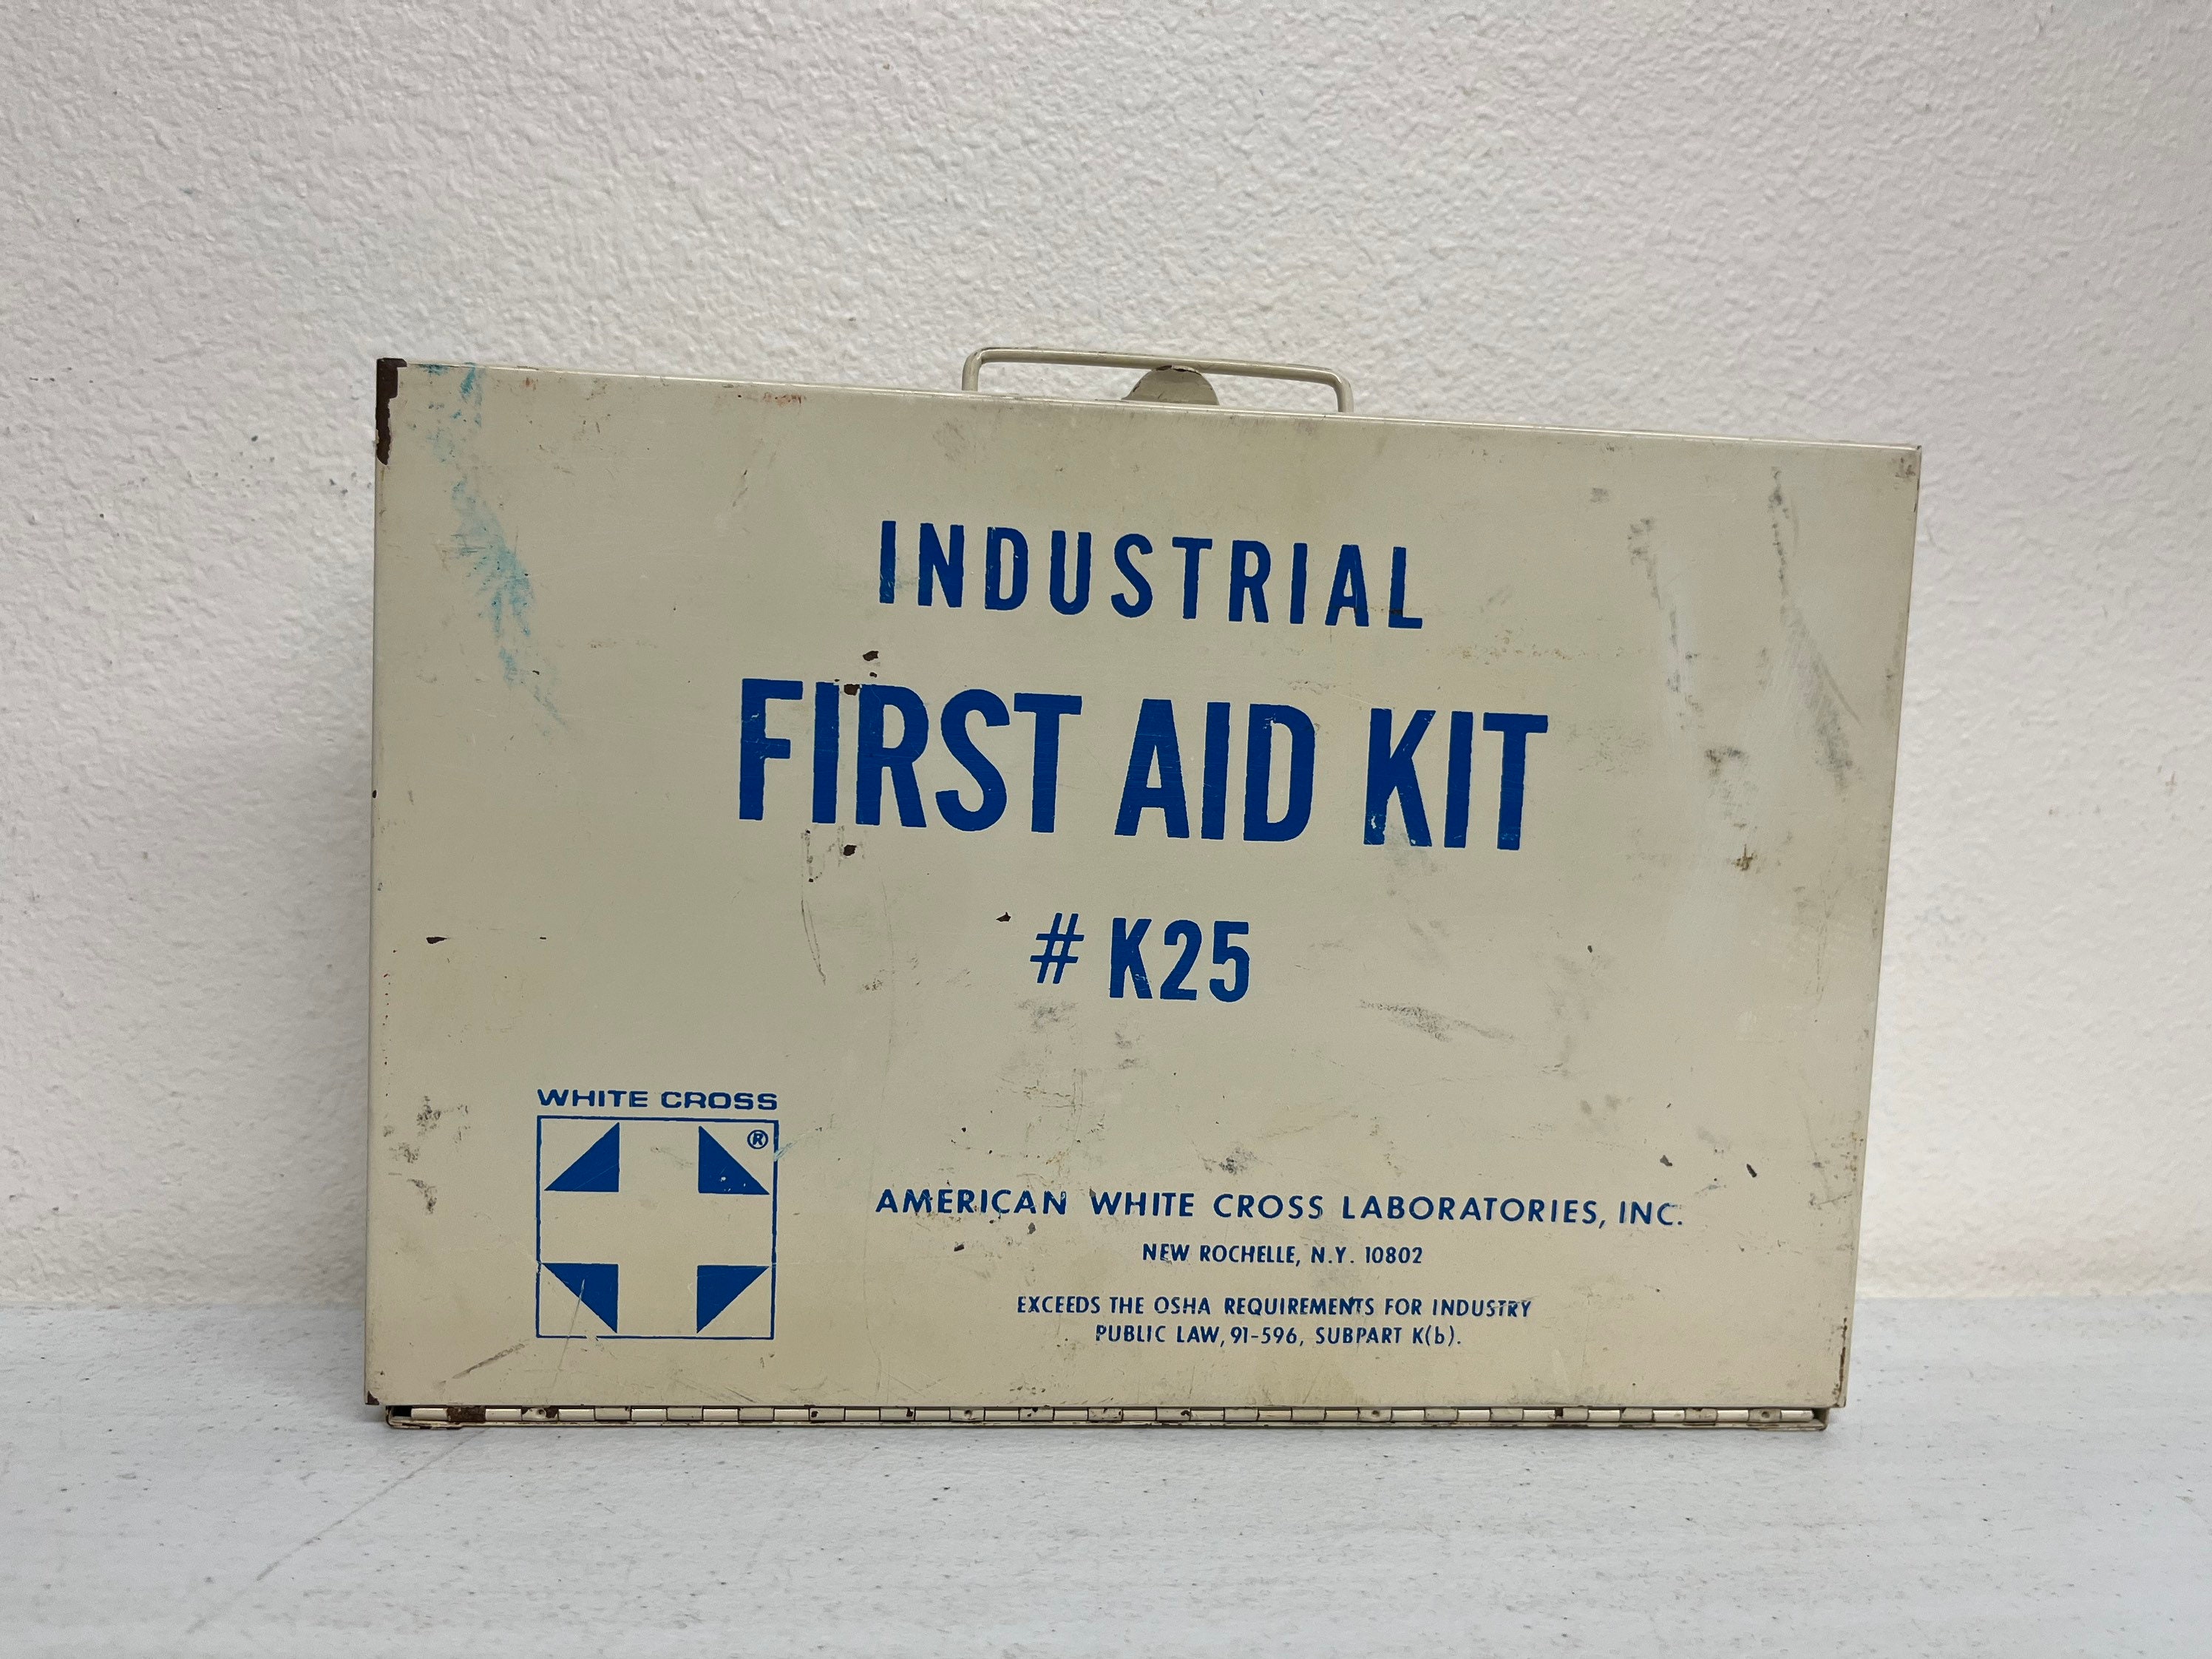 INDUSTRIAL
FIRST AID KIT
# K25
WHITE CROSS
®
AMERICAN WHITE CROSS LABORATORIES, INC.
NEW ROCHELLE, N.Y. 10802
EXCEEDS THE OSHA REQUIREMENTS FOR INDUSTRY
PUBLIC LAW, 91-596, SUBPART K(b).